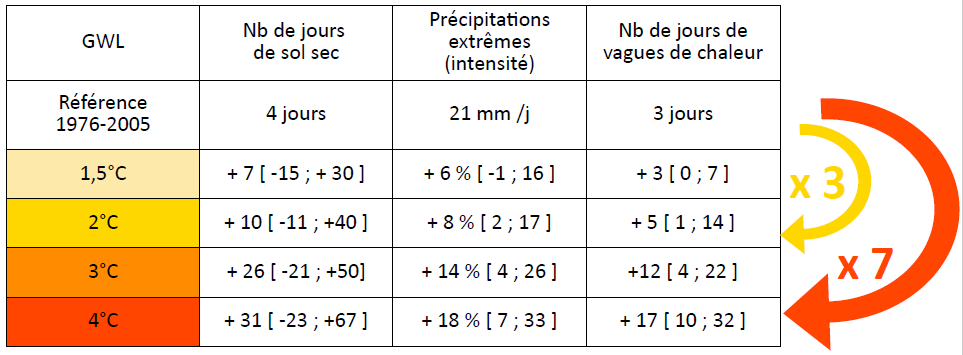 GWL
Nb de jours
de sol sec
Précipitations
extrêmes
(intensité)
Nb de jours de
vagues de chaleur
Référence
1976-2005
4 jours
21 mm /j
3 jours
1,5°C
+ 7 [ -15 ; + 30 ]
+ 6 % [ -1 ; 16 ]
+ 3 [ 0 ; 7 ]
2°C
+ 10 [ -11 ; +40 ]
+ 8 % [ 2 ; 17 ]
+ 5 [ 1 ; 14 ]
3°C
+ 26 [ -21 ; +50]
+ 14 % [ 4 ; 26 ]
+12 [ 4 ; 22 ]
4°C
+ 31 [ -23 ; +67 ]
+ 18 % [ 7 ; 33 ]
+ 17 [ 10 ; 32 ]
x 3
x 7